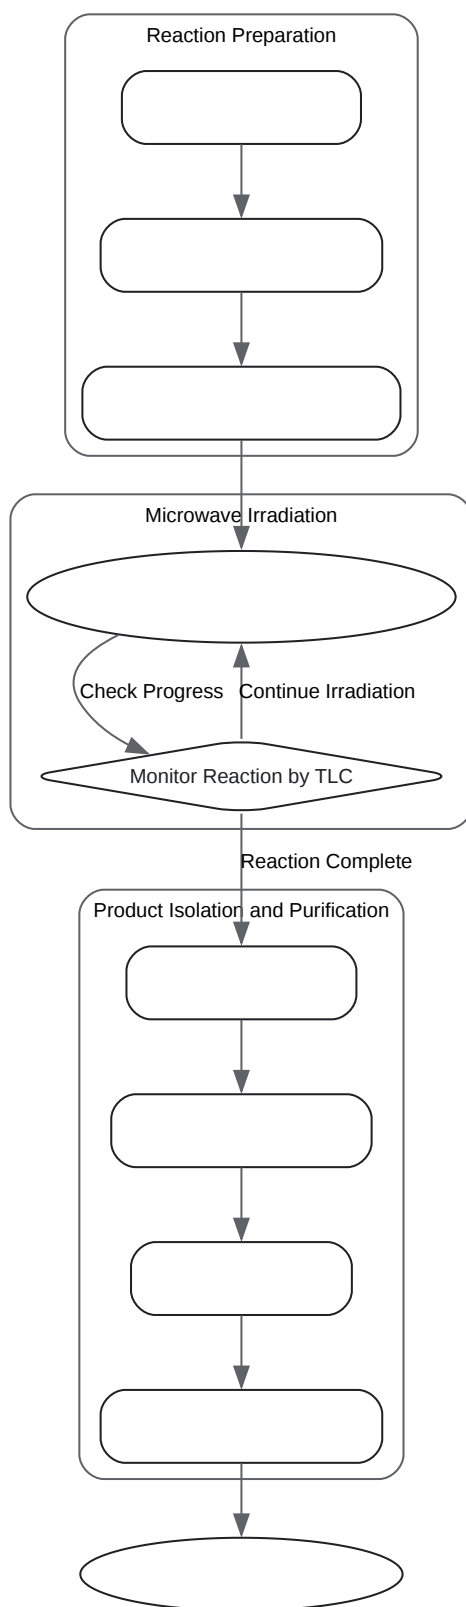 Reaction Preparation
Microwave Irradiation
Check Progress
Continue Irradiation
Monitor Reaction by TLC
Reaction Complete
Product Isolation and Purification